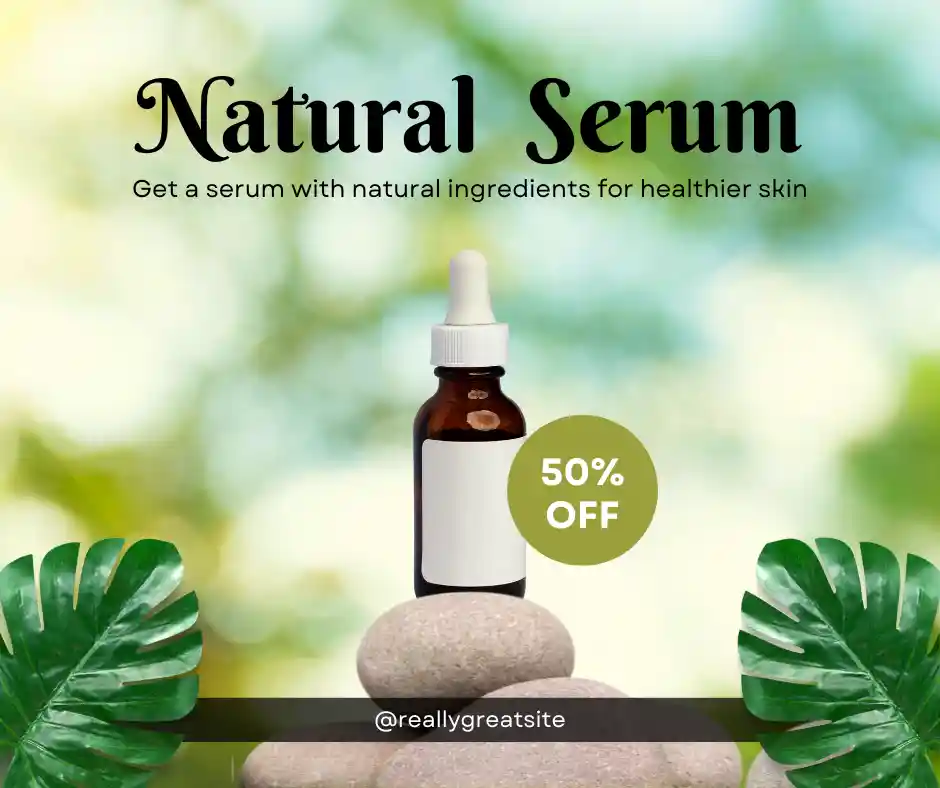 Natural Serum
Get a serum with natural ingredients for healthier skin
50%
OFF
@reallygreatsite